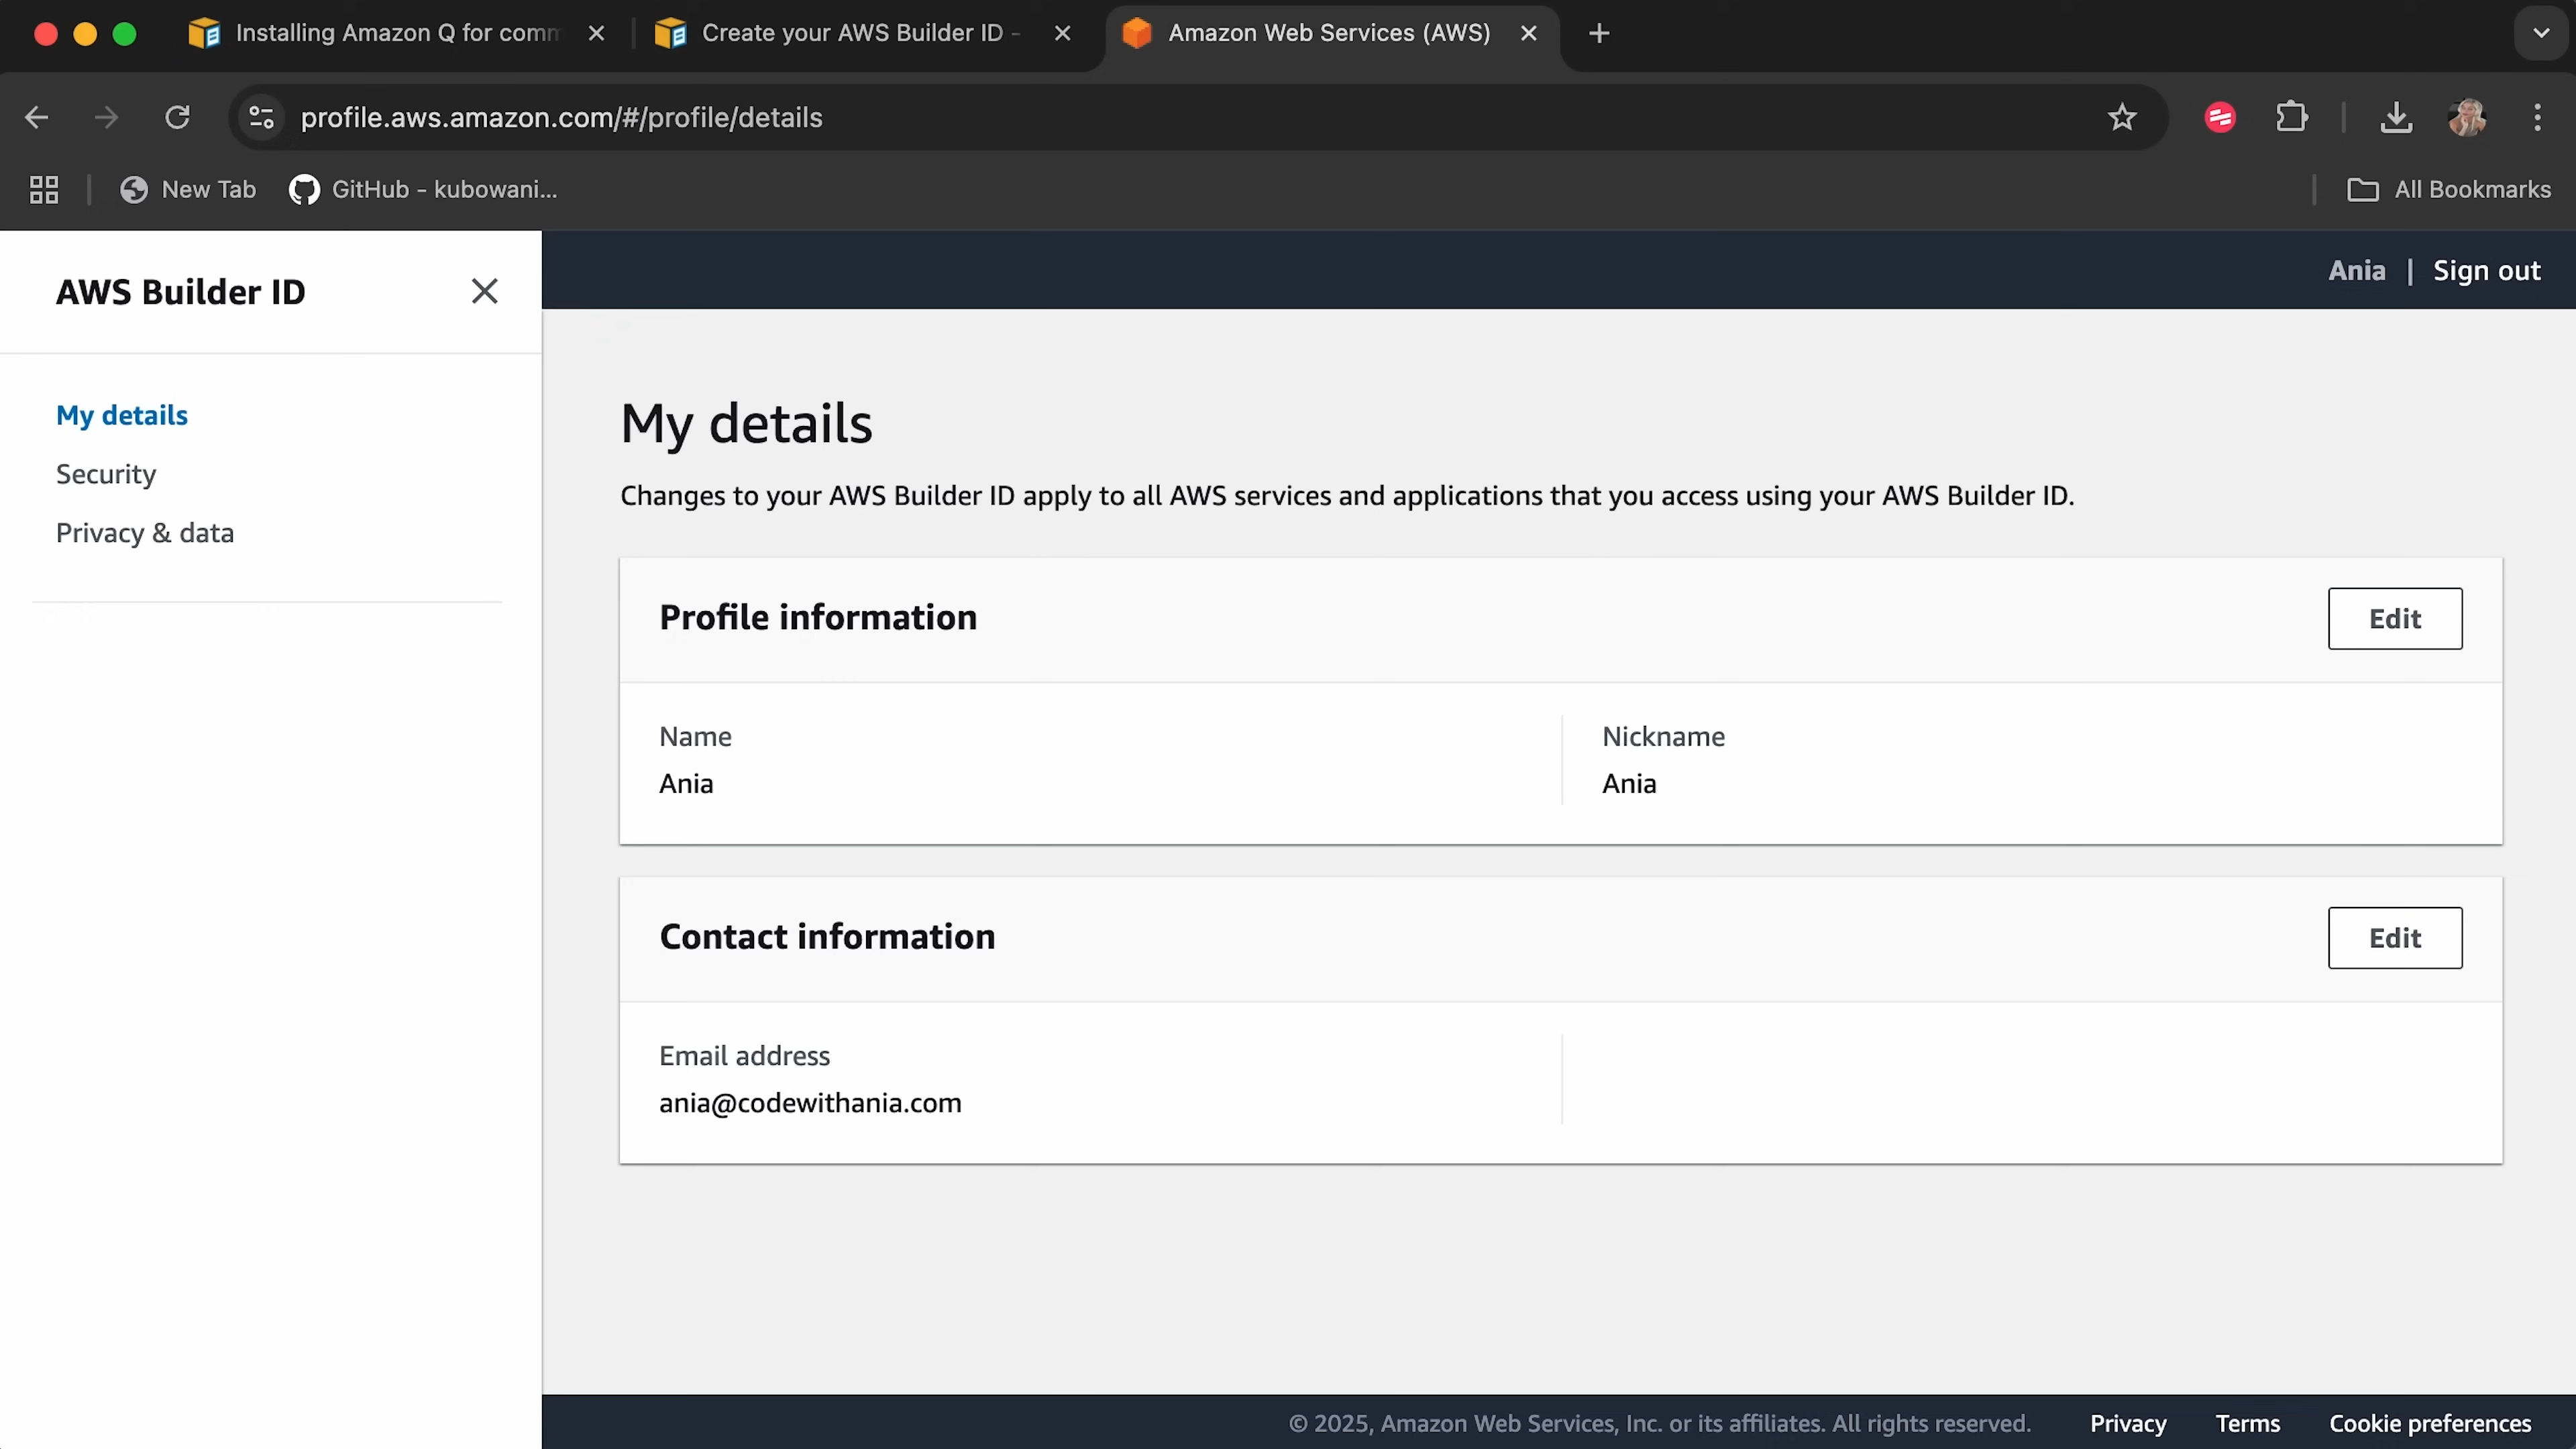 Installing Amazon Q for comm
Create your AWS Builder ID -
Amazon Web Services (AWS)
profile.aws.amazon.com/#/profile/details
New Tab
GitHub - kubowani...
All Bookmarks
AWS Builder ID
Ania | Sign out
My details
Security
Privacy & data
My details
Changes to your AWS Builder ID apply to all AWS services and applications that you access using your AWS Builder ID.
Profile information
Edit
Name
Ania
Nickname
Ania
Contact information
Edit
Email address
ania@codewithania.com
© 2025, Amazon Web Services, Inc. or its affiliates. All rights reserved. Privacy Terms Cookie preferences